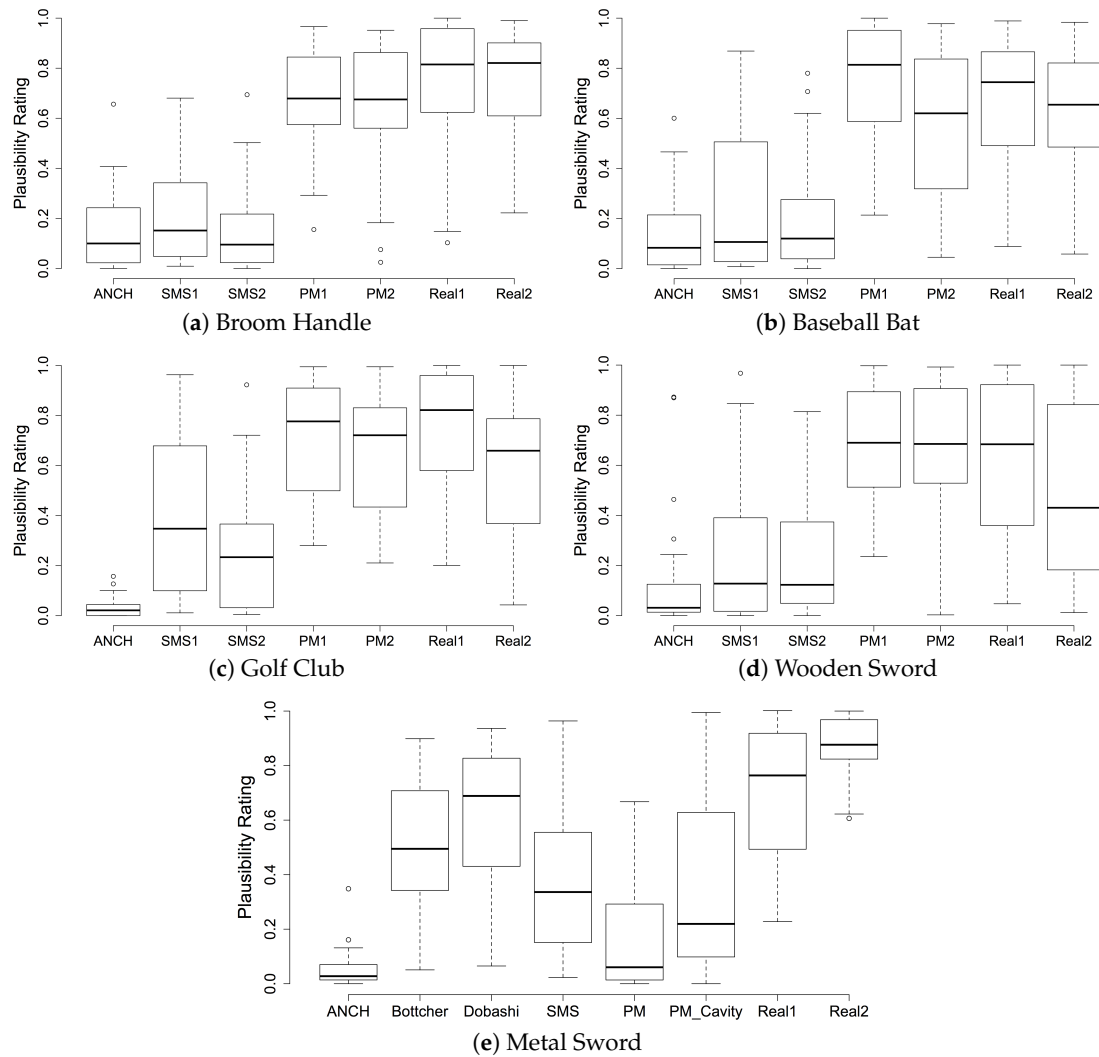 Plausibility Rating
0.0 0.2 0.4 0.6 0.8 1.0
ANCH SMS1 SMS2 PM1 PM2 Real1 Real2
(a) Broom Handle
Plausibility Rating
0.0 0.2 0.4 0.6 0.8 1.0
ANCH SMS1 SMS2 PM1 PM2 Real1 Real2
(b) Baseball Bat
Plausibility Rating
0.0 0.2 0.4 0.6 0.8 1.0
ANCH SMS1 SMS2 PM1 PM2 Real1 Real2
(c) Golf Club
Plausibility Rating
0.0 0.2 0.4 0.6 0.8 1.0
ANCH SMS1 SMS2 PM1 PM2 Real1 Real2
(d) Wooden Sword
Plausibility Rating
0.0 0.2 0.4 0.6 0.8 1.0
ANCH Bottcher Dobashi SMS PM PM_Cavity Real1 Real2
(e) Metal Sword